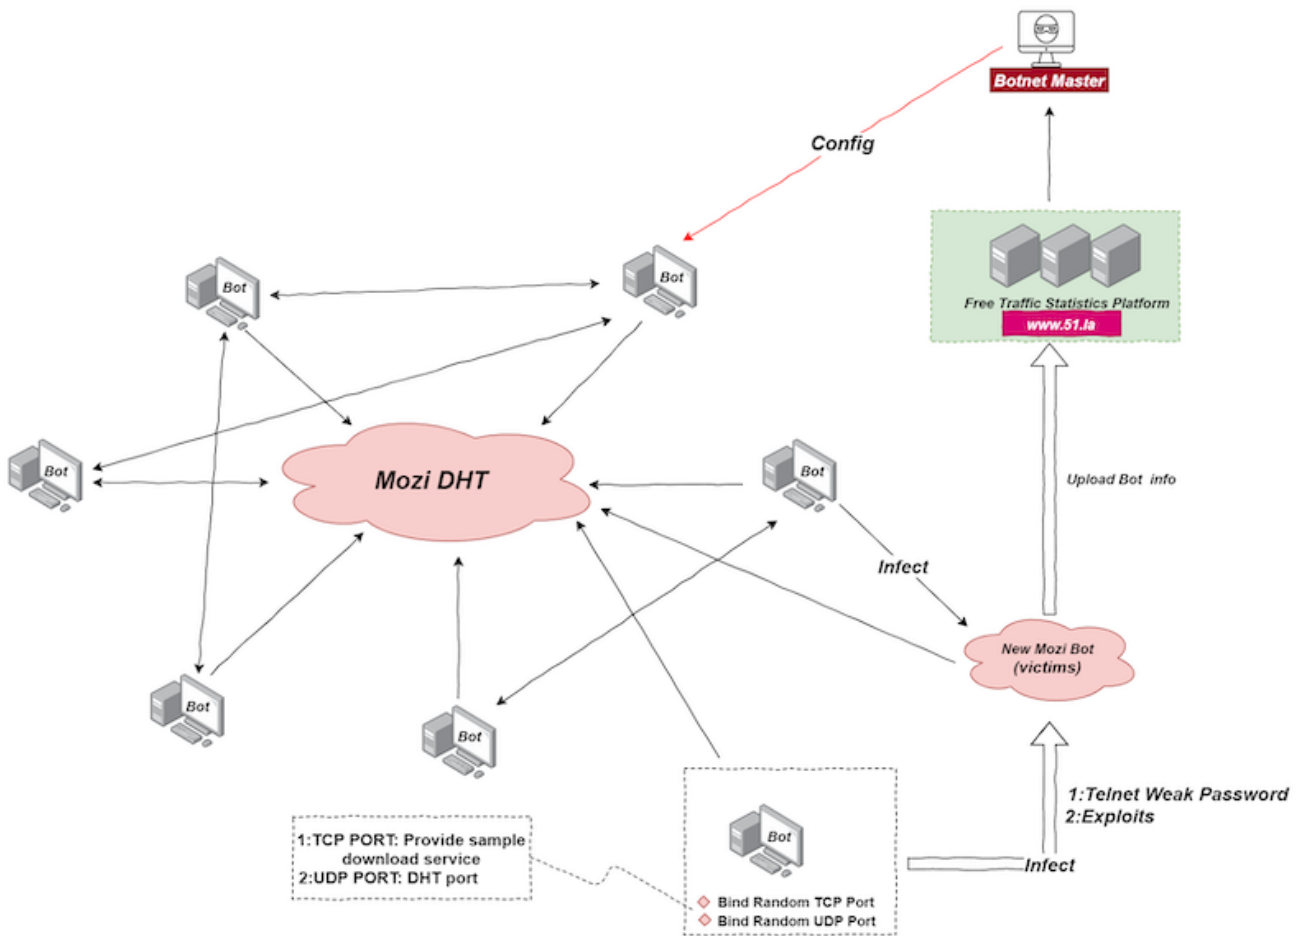 Botnet Master
Config
Bot
Bot
Free Traffic Statistics Platform
www.51.la
Bot
Mozi DHT
Bot
Upload Bot info
Infect
New Mozi Bot
(victims)
Bot
Bot
1:Telnet Weak Password
2:Exploits
1:TCP PORT: Provide sample
download service
2:UDP PORT: DHT port
Bot
Infect
Bind Random TCP Port
Bind Random UDP Port